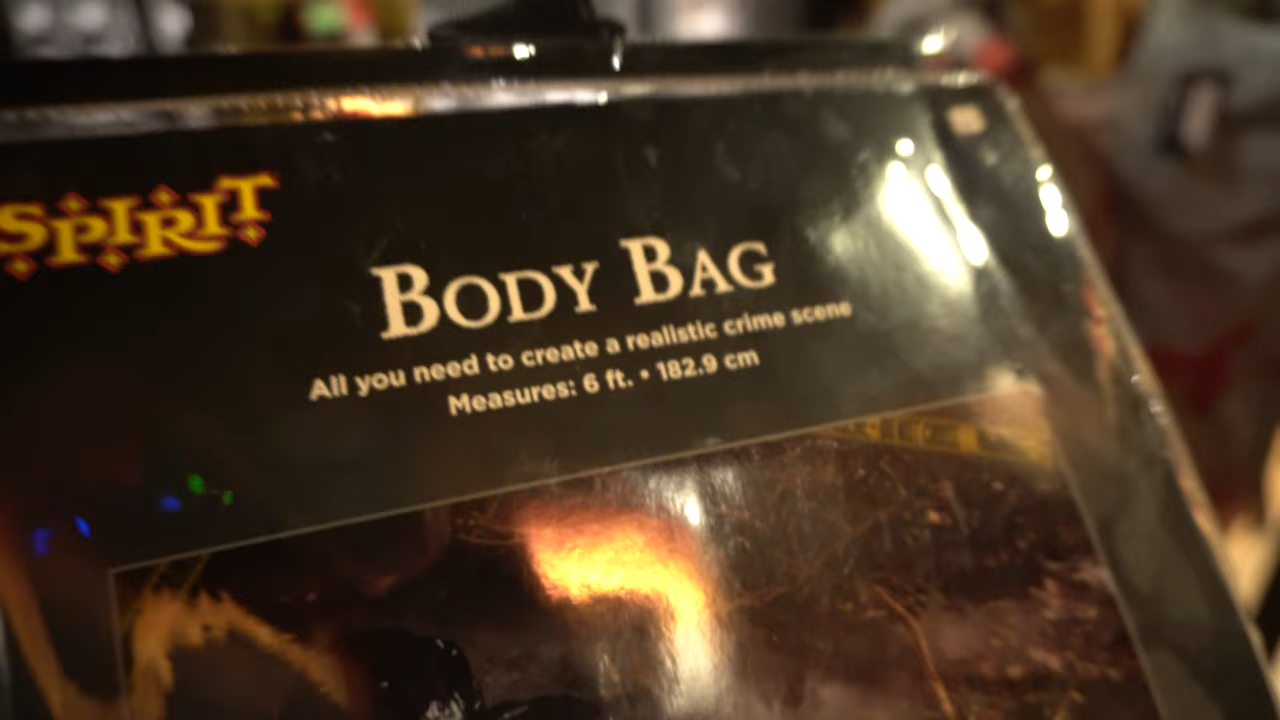 SPIRIT
BODY BAG
All you need to create a realistic crime scene
Measures: 6 ft. • 182.9 cm